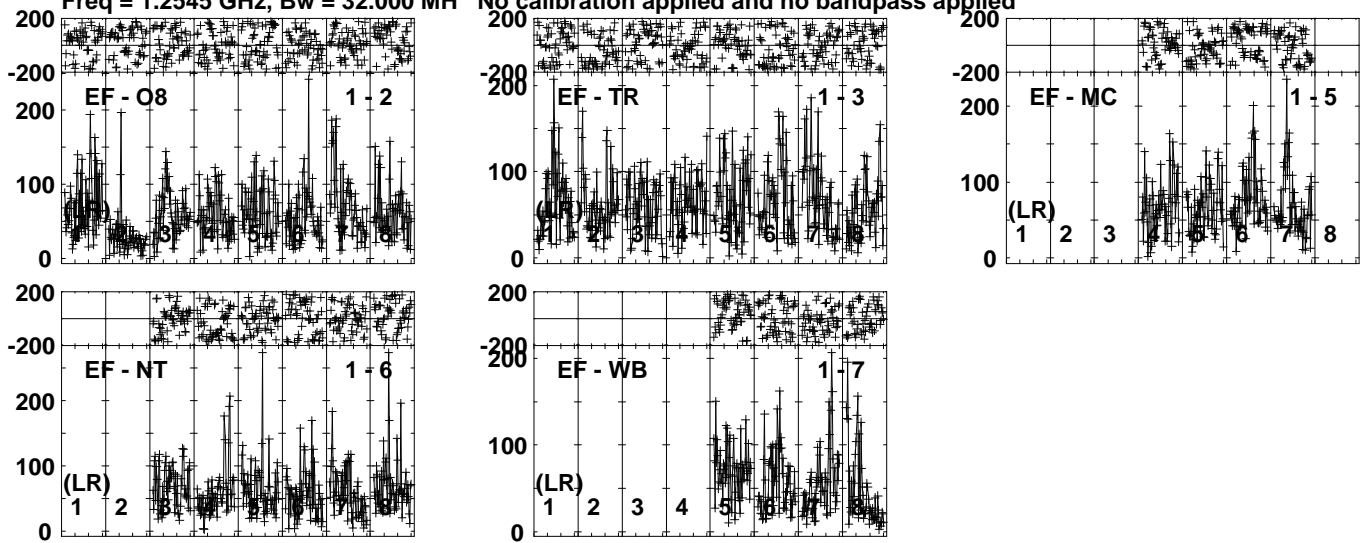 Freq = 1.2545 GHz, Bw = 32.000 MH No calibration applied and no bandpass applied
200
-200
EF - O8 1 - 2
200
100
0
(LR)
1 2 3 4 5 6 7 8
200
-200
EF - TR 1 - 3
200
100
0
(LR)
1 2 3 4 5 6 7 8
200
-200
EF - MC 1 - 5
200
100
0
(LR)
1 2 3 4 5 6 7 8
200
-200
EF - NT 1 - 6
200
100
0
(LR)
1 2 3 4 5 6 7 8
200
-200
EF - WB 1 - 7
200
100
0
(LR)
1 2 3 4 5 6 7 8